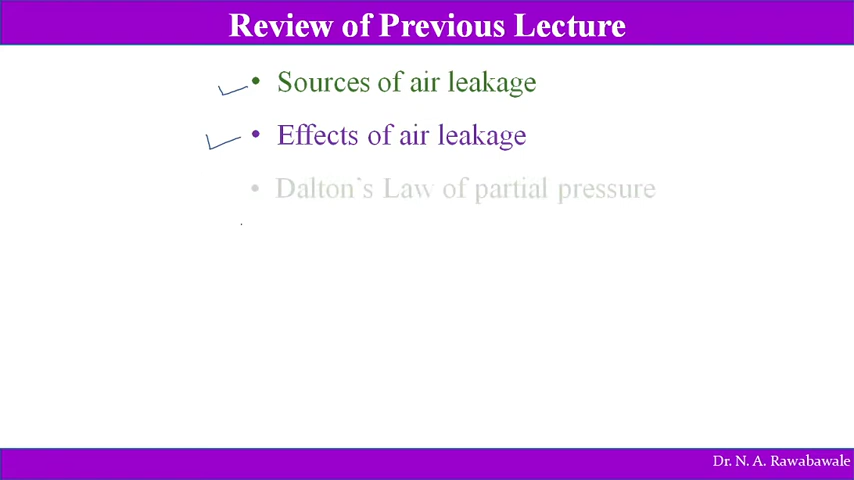 Review of Previous Lecture
• Sources of air leakage
• Effects of air leakage
• Dalton`s Law of partial pressure
Dr. N. A. Rawabawale